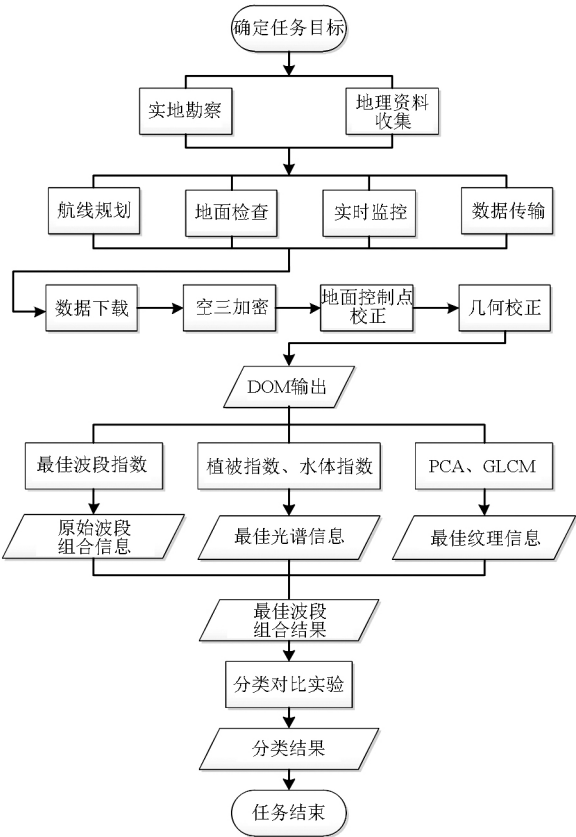 确定任务目标
实地勘察
地理资料
收集
航线规划
地面检查
实时监控
数据传输
数据下载
空三加密
地面控制点
校正
几何校正
DOM输出
最佳波段指数
植被指数、水体指数
PCA、GLCM
原始波段
组合信息
最佳光谱信息
最佳纹理信息
最佳波段
组合结果
分类对比实验
分类结果
任务结束